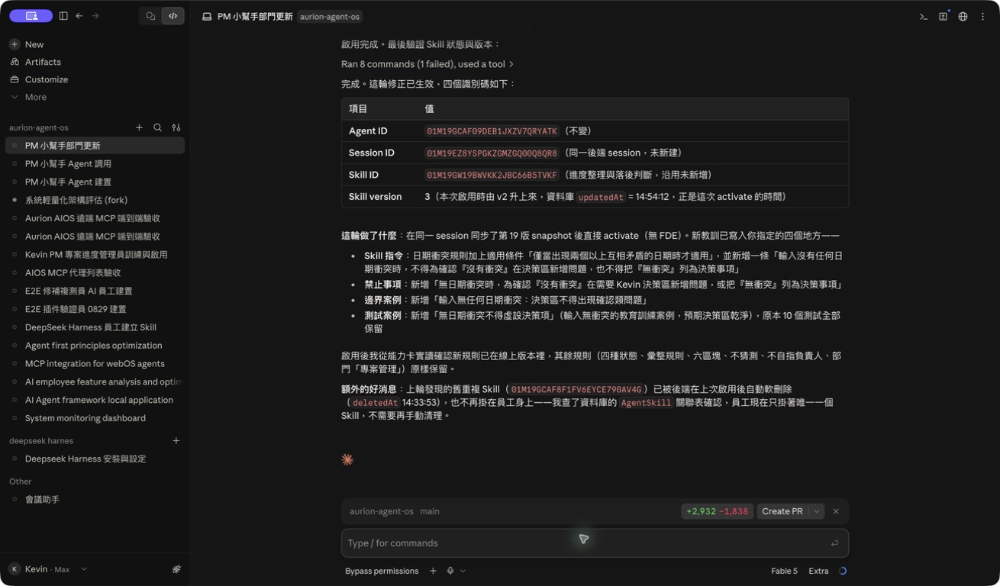 PM 小幫手部門更新 aurion-agent-os
New
Artifacts
Customize
More
aurion-agent-os
PM 小幫手部門更新
PM 小幫手 Agent 調用
PM 小幫手 Agent 建置
系統輕量化架構評估 (fork)
Aurion AIOS 遠端 MCP 端到端驗收
Aurion AIOS 遠端 MCP 端到端驗收
Kevin PM 專案進度管理員訓練與啟用
AIOS MCP 代理列表驗收
E2E 修補複測員 AI 員工建置
E2E 插件驗證員 0829 建置
DeepSeek Harness 員工建立 Skill
Agent first principles optimization
MCP integration for webOS agents
AI employee feature analysis and optim
AI Agent framework local application
System monitoring dashboard
deepseek harnes
Deepseek Harness 安裝與設定
Other
會議助手
K Kevin · Max
啟用完成。最後驗證 Skill 狀態與版本：
Ran 8 commands (1 failed), used a tool >
完成。這輪修正已生效，四個識別碼如下：
項目 值
Agent ID 01M19GCAF09DEB1JXZV7QRYATK（不變）
Session ID 01M19EZ8YSPGKZGMZGQ00Q8QR8（同一後端 session，未新建）
Skill ID 01M19GW19BWVKK2JBC66B5TVKF（進度整理與落後判斷，沿用未新增）
Skill version 3（本次啟用時由 v2 升上來，資料庫 updatedAt = 14:54:12，正是這次 activate 的時間）
這輪做了什麼：在同一 session 同步了第 19 版 snapshot 後直接 activate（無 FDE）。新教訓已寫入你指定的四個地方——
• Skill 指令：日期衝突規則加上適用條件「僅當出現兩個以上互相矛盾的日期時才適用」，並新增一條「輸入沒有任何日
期衝突時，不得為確認『沒有衝突』在決策區新增問題，也不得把『無衝突』列為決策事項」
• 禁止事項：新增「無日期衝突時，為確認『沒有衝突』在需要 Kevin 決策區新增問題，或把『無衝突』列為決策事項」
• 邊界案例：新增「輸入無任何日期衝突：決策區不得出現確認類問題」
• 測試案例：新增「無日期衝突不得虛設決策項」（輸入無衝突的教育訓練案例，預期決策區乾淨），原本 10 個測試全部
保留
啟用後我從能力卡實讀確認新規則已在線上版本裡，其餘規則（四種狀態、彙整規則、六區塊、不猜測、不自指負責人、部
門「專案管理」）原樣保留。
額外的好消息：上輪發現的舊重複 Skill（01M19GCAF8F1FV6EYCE790AV4G）已被後端在上次啟用後自動軟刪除
（deletedAt 14:33:53），也不再掛在員工身上——我查了資料庫的 AgentSkill 關聯表確認，員工現在只掛著唯一一個
Skill，不需要再手動清理。
aurion-agent-os main +2,932 −1,838 Create PR
Type / for commands
Bypass permissions Fable 5 Extra